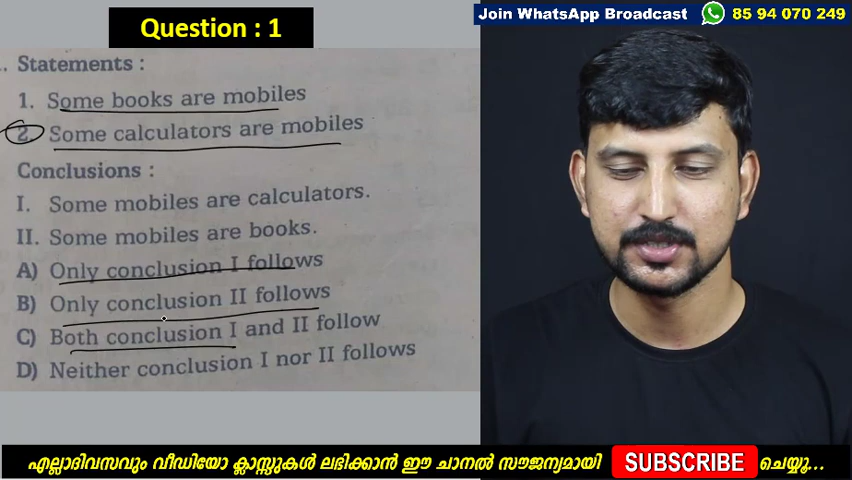 Question : 1
Join WhatsApp Broadcast 85 94 070 249
. Statements :
1. Some books are mobiles
2. Some calculators are mobiles
Conclusions :
I. Some mobiles are calculators.
II. Some mobiles are books.
A) Only conclusion I follows
B) Only conclusion II follows
C) Both conclusion I and II follow
D) Neither conclusion I nor II follows
എല്ലാദിവസവും വീഡിയോ ക്ലാസ്സുകൾ ലഭിക്കാൻ ഈ ചാനൽ സൗജന്യമായി SUBSCRIBE ചെയ്യൂ...